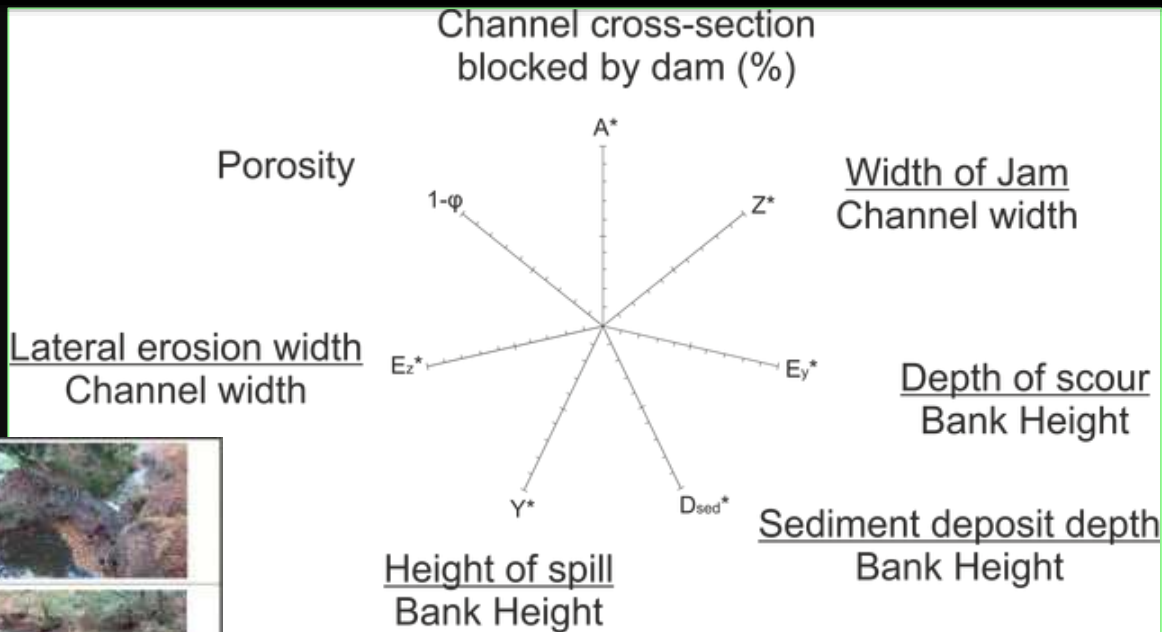 Channel cross-section
blocked by dam (%)
A*
Porosity
1-φ
Width of Jam
Channel width
Z*
Lateral erosion width
Channel width
Ez*
Ey*
Depth of scour
Bank Height
Y*
Dsed*
Sediment deposit depth
Bank Height
Height of spill
Bank Height